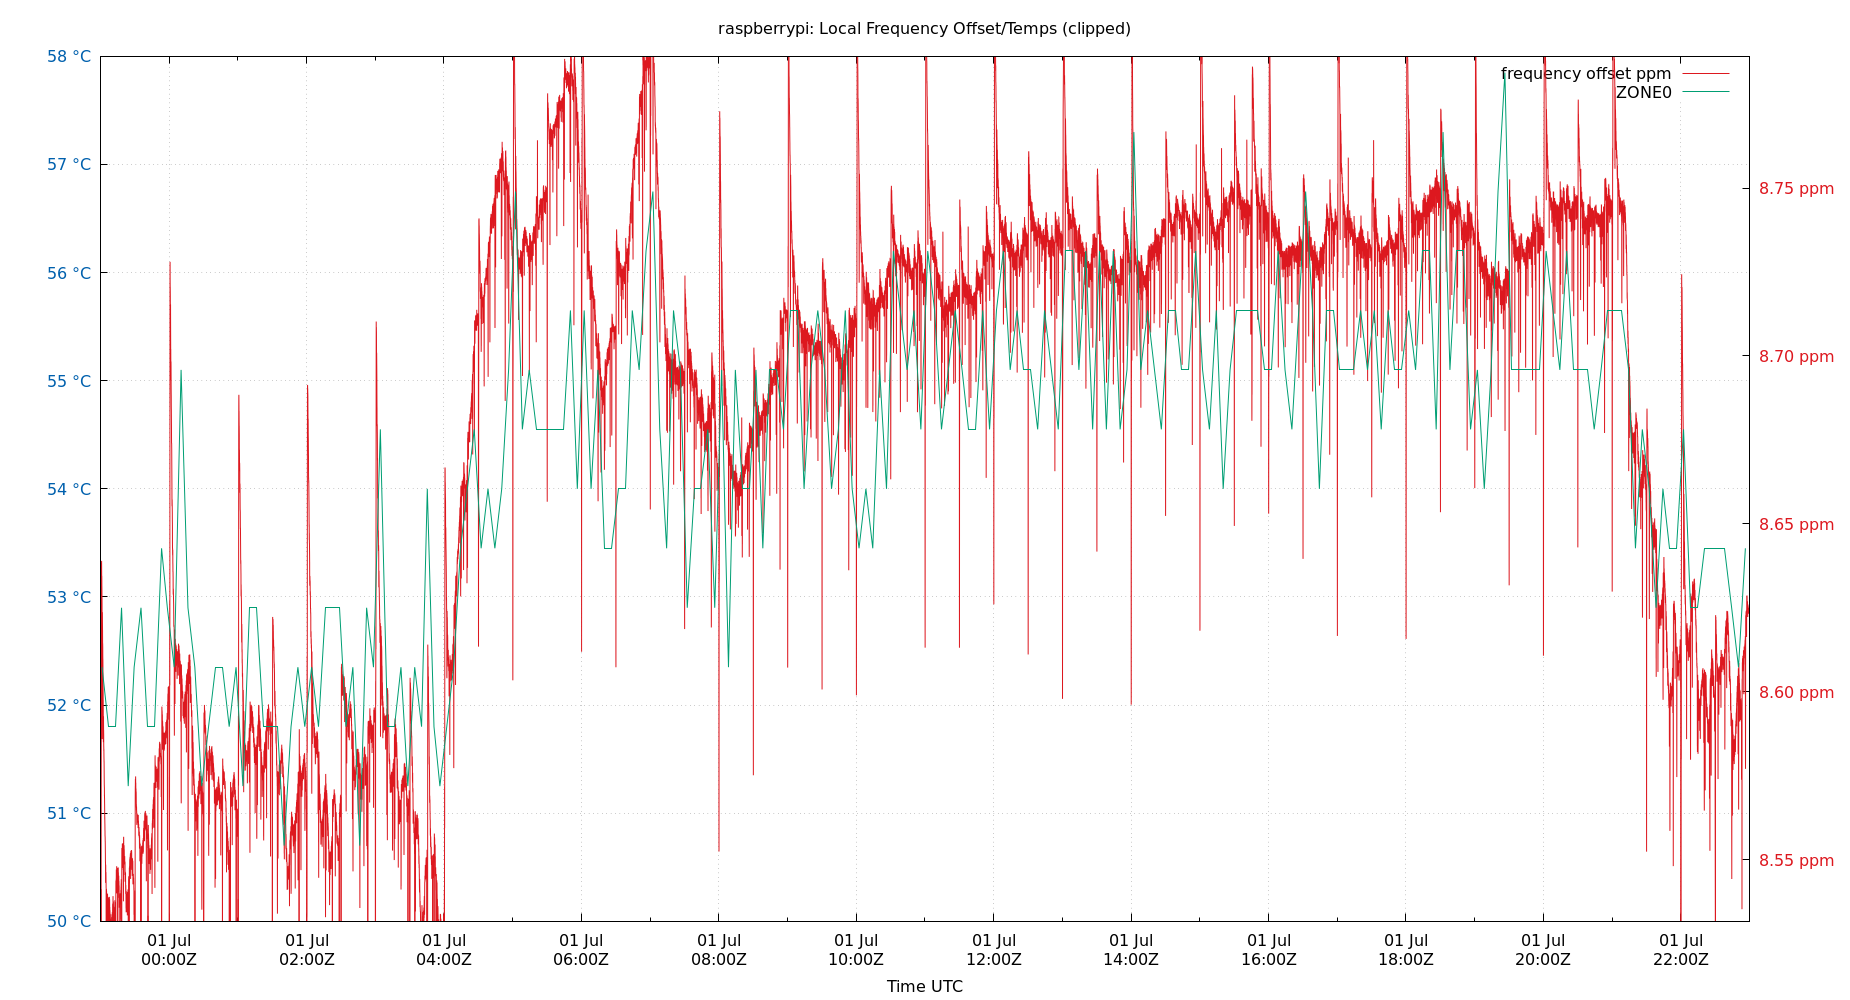 raspberrypi: Local Frequency Offset/Temps (clipped)
58 °C
57 °C
56 °C
55 °C
54 °C
53 °C
52 °C
51 °C
50 °C
frequency offset ppm
ZONE0
8.75 ppm
8.70 ppm
8.65 ppm
8.60 ppm
8.55 ppm
01 Jul
00:00Z
01 Jul
02:00Z
01 Jul
04:00Z
01 Jul
06:00Z
01 Jul
08:00Z
01 Jul
10:00Z
01 Jul
12:00Z
01 Jul
14:00Z
01 Jul
16:00Z
01 Jul
18:00Z
01 Jul
20:00Z
01 Jul
22:00Z
Time UTC